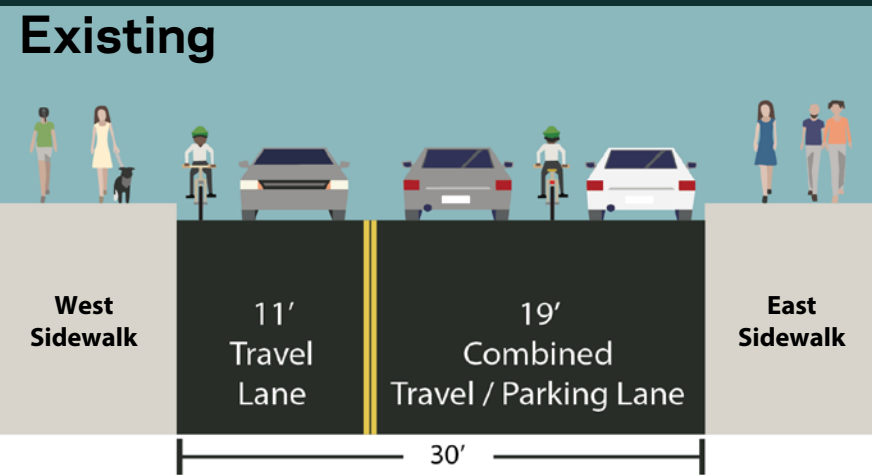 Existing
West
Sidewalk
11’
Travel
Lane
19’
Combined
Travel / Parking Lane
East
Sidewalk
30’